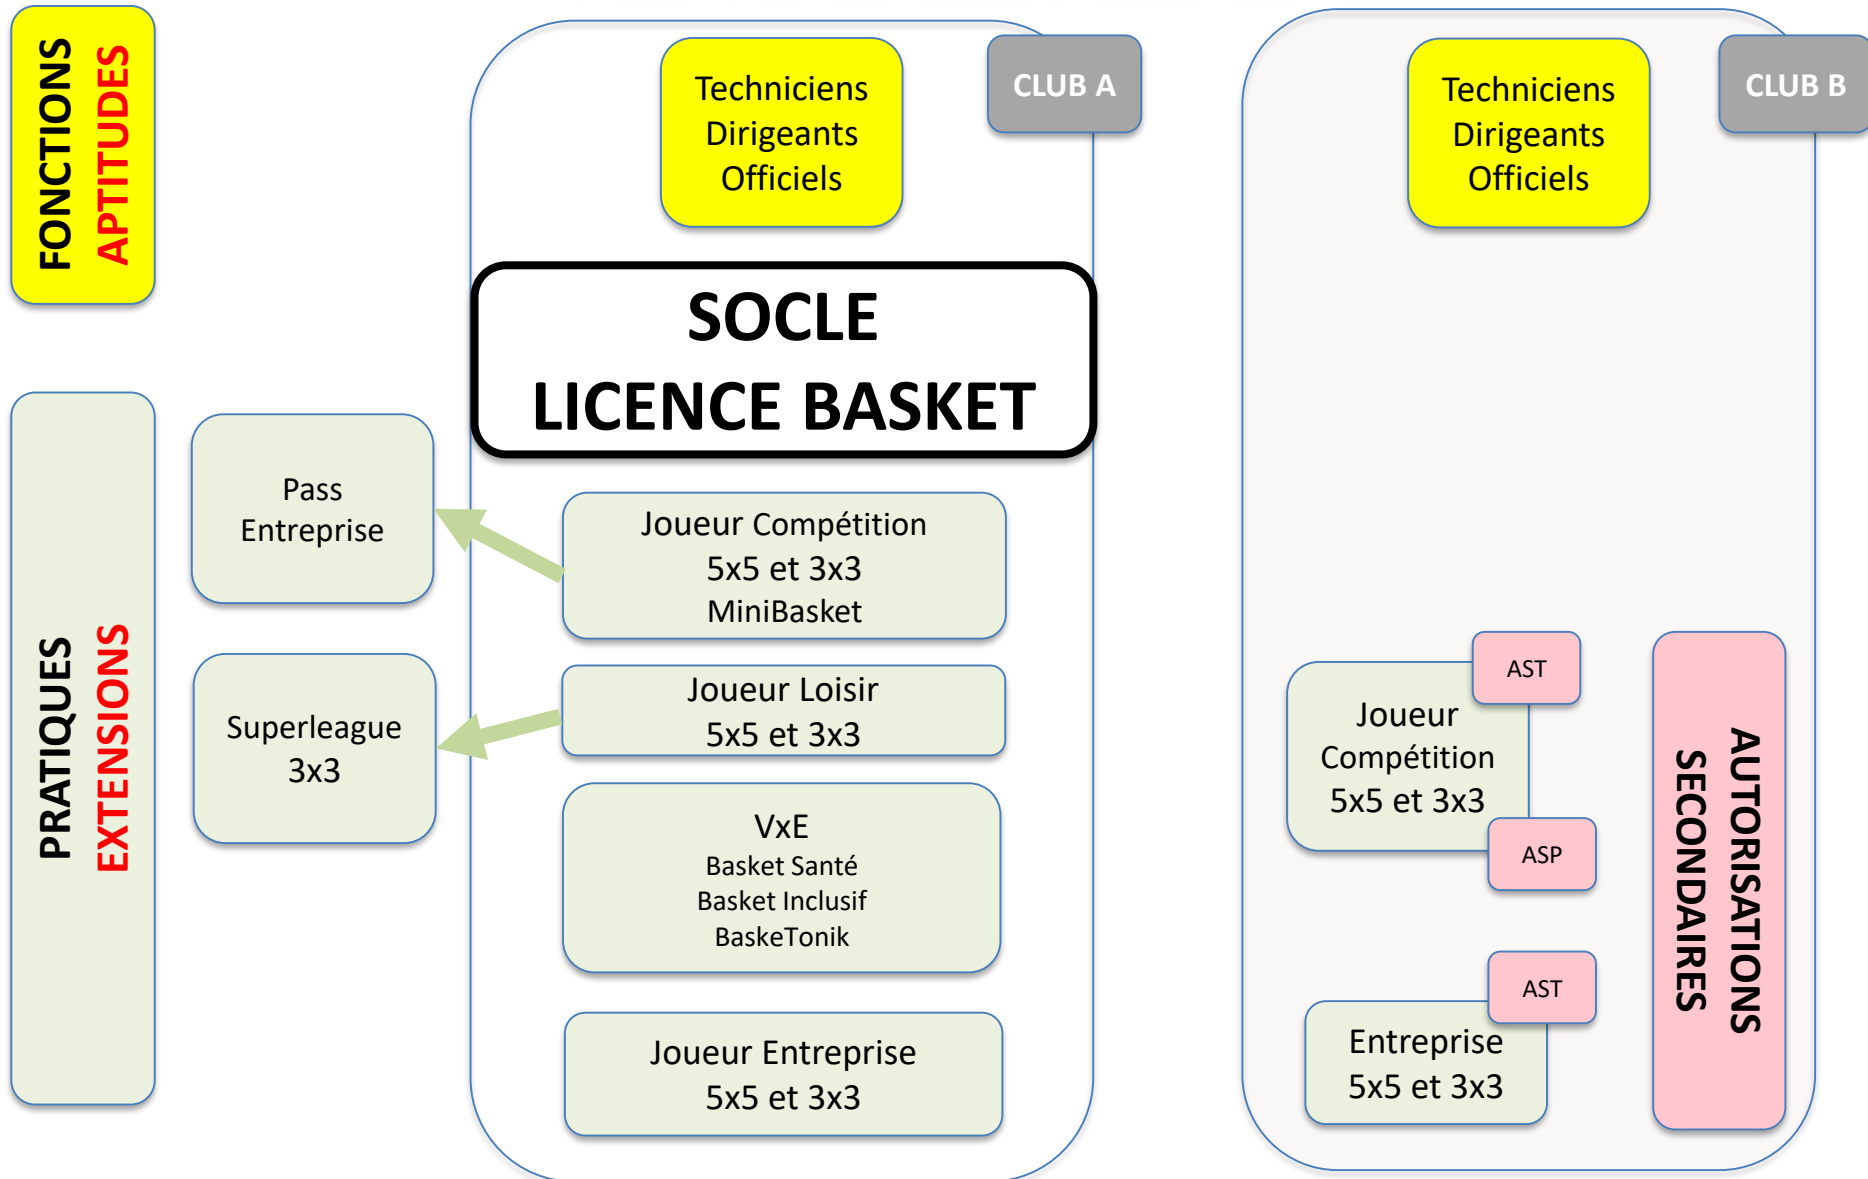 FONCTIONS
APTITUDES
Techniciens
Dirigeants
Officiels
CLUB A
SOCLE
LICENCE BASKET
PRATIQUES
EXTENSIONS
Pass
Entreprise
Superleague
3x3
Joueur Compétition
5x5 et 3x3
MiniBasket
Joueur Loisir
5x5 et 3x3
VxE
Basket Santé
Basket Inclusif
BaskeTonik
Joueur Entreprise
5x5 et 3x3
Techniciens
Dirigeants
Officiels
CLUB B
AST
Joueur
Compétition
5x5 et 3x3
ASP
AST
Entreprise
5x5 et 3x3
AUTORISATIONS
SECONDAIRES